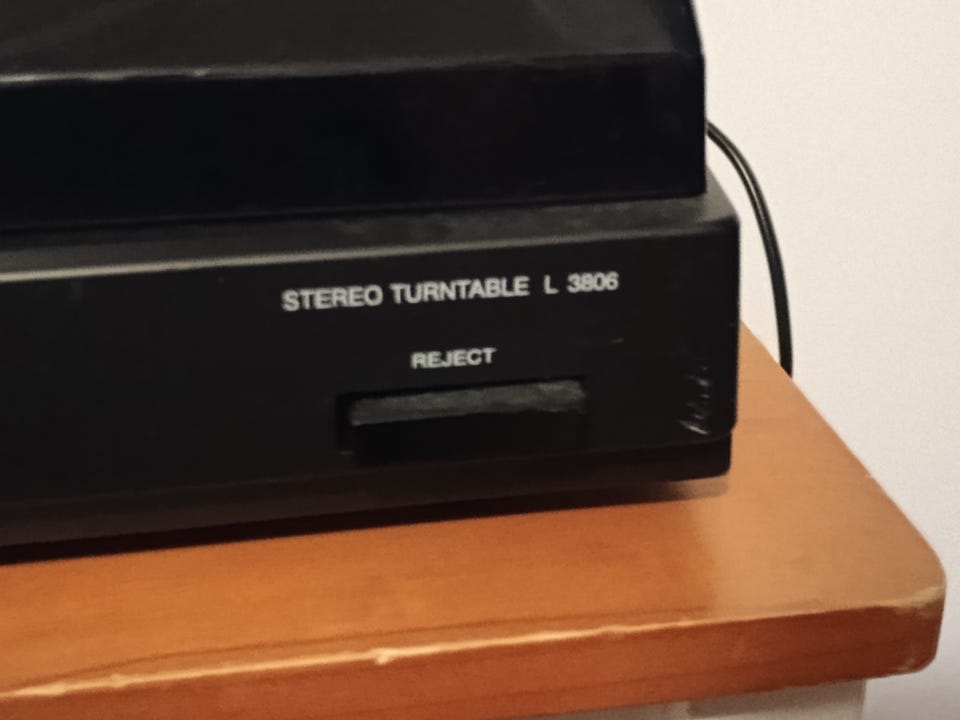 STEREO TURNTABLE L 3806
REJECT